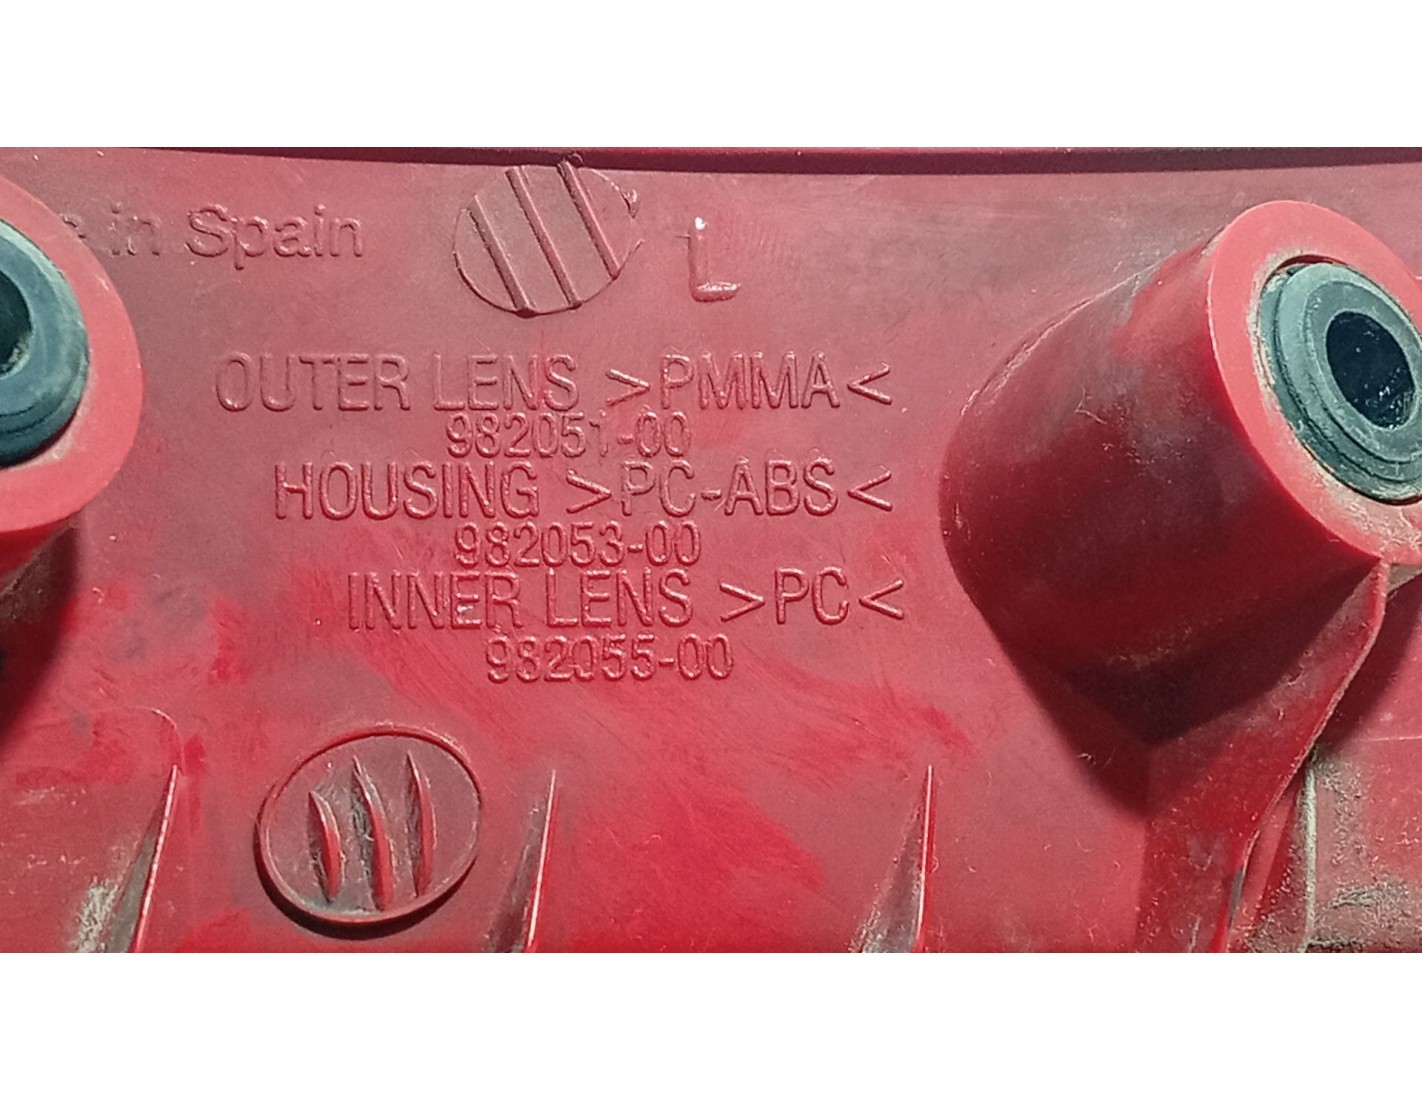 in Spain
L
OUTER LENS >PMMA<
982051-00
HOUSING >PC-ABS<
982053-00
INNER LENS >PC<
982055-00